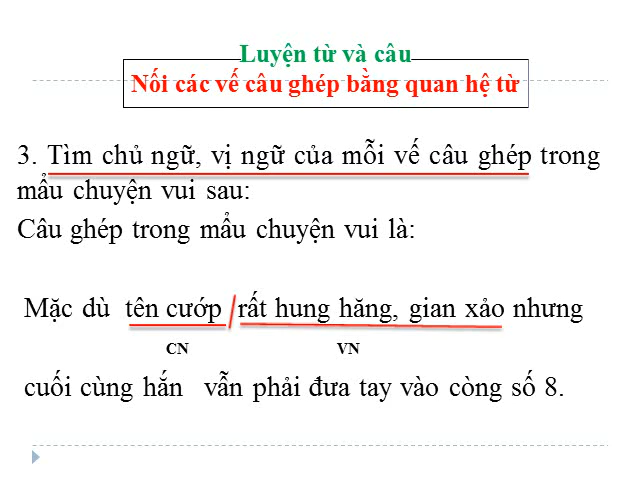 Luyện từ và câu
Nối các vế câu ghép bằng quan hệ từ
3. Tìm chủ ngữ, vị ngữ của mỗi vế câu ghép trong
mẩu chuyện vui sau:
Câu ghép trong mẩu chuyện vui là:
Mặc dù tên cướp / rất hung hăng, gian xảo nhưng
CN VN
cuối cùng hắn vẫn phải đưa tay vào còng số 8.